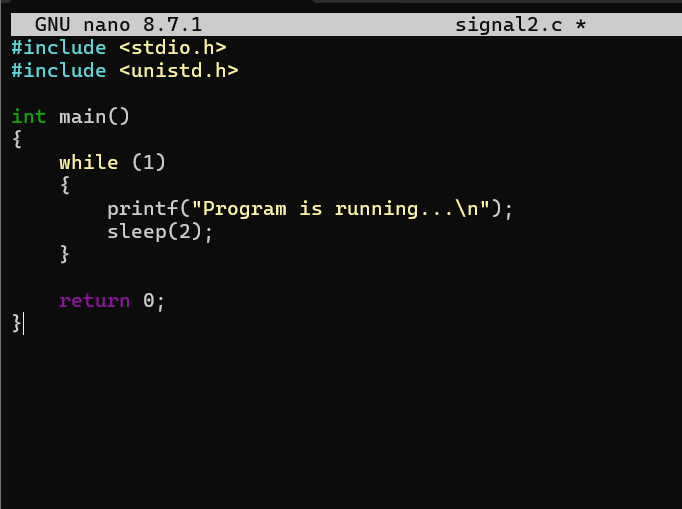 GNU nano 8.7.1 signal2.c *
#include <stdio.h>
#include <unistd.h>
int main()
{
    while (1)
    {
        printf("Program is running...\n");
        sleep(2);
    }
    return 0;
}